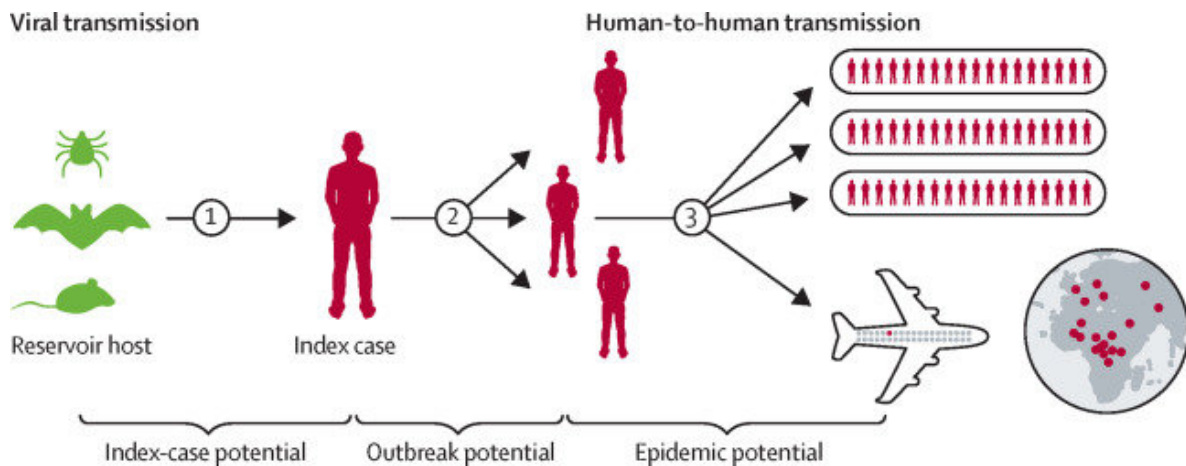 Viral transmission
Human-to-human transmission
1
2
3
Reservoir host
Index case
Index-case potential
Outbreak potential
Epidemic potential